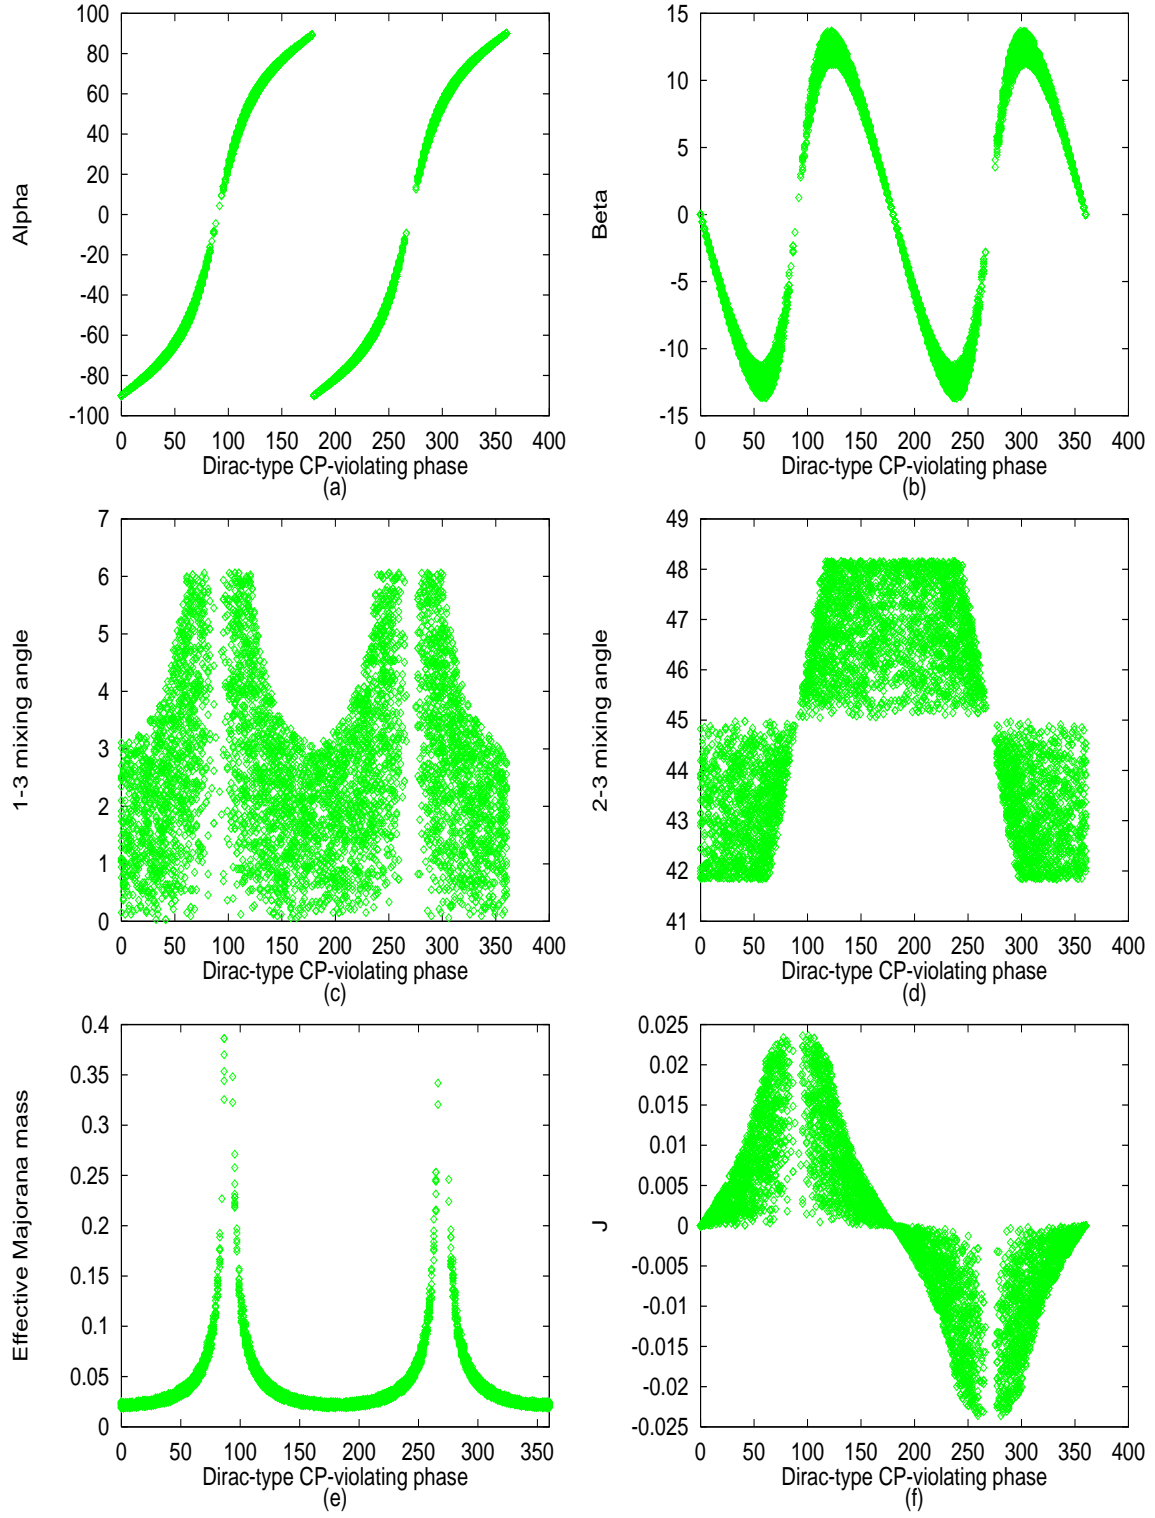 100
80
60
40
20
0
-20
-40
-60
-80
-100
Alpha
0 50 100 150 200 250 300 350 400
Dirac-type CP-violating phase
(a)
15
10
5
0
-5
-10
-15
Beta
0 50 100 150 200 250 300 350 400
Dirac-type CP-violating phase
(b)
7
6
5
4
3
2
1
0
1-3 mixing angle
0 50 100 150 200 250 300 350 400
Dirac-type CP-violating phase
(c)
49
48
47
46
45
44
43
42
41
2-3 mixing angle
0 50 100 150 200 250 300 350 400
Dirac-type CP-violating phase
(d)
0.4
0.35
0.3
0.25
0.2
0.15
0.1
0.05
0
Effective Majorana mass
0 50 100 150 200 250 300 350
Dirac-type CP-violating phase
(e)
0.025
0.02
0.015
0.01
0.005
0
-0.005
-0.01
-0.015
-0.02
-0.025
J
0 50 100 150 200 250 300 350 400
Dirac-type CP-violating phase
(f)